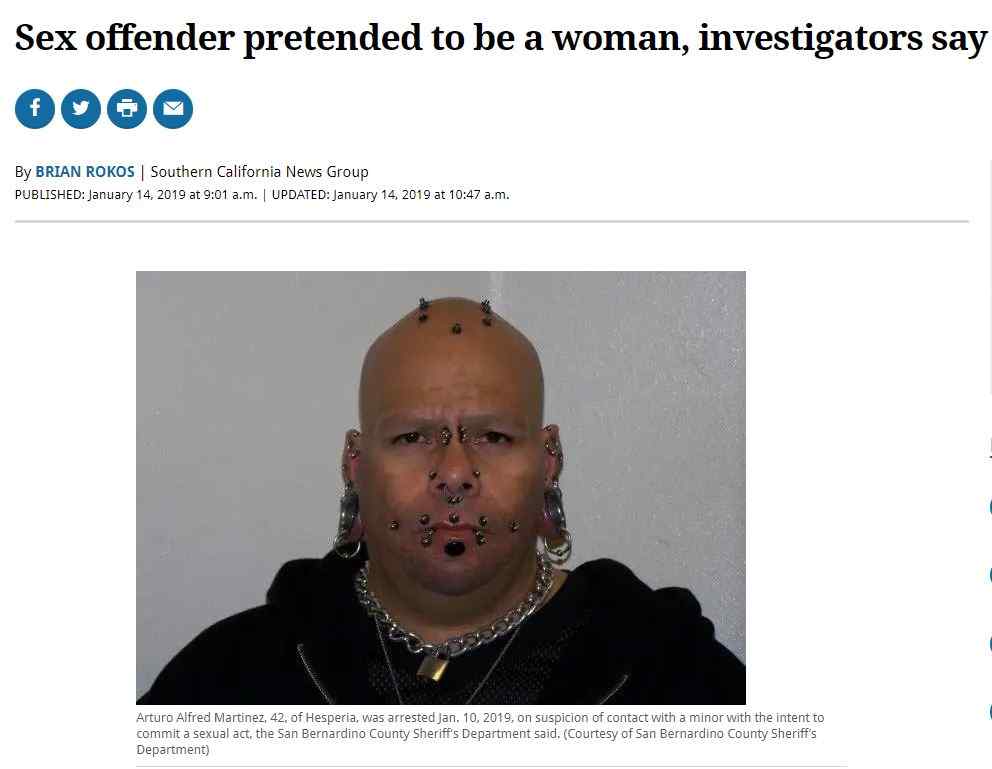 Sex offender pretended to be a woman, investigators say
By BRIAN ROKOS | Southern California News Group
PUBLISHED: January 14, 2019 at 9:01 a.m. | UPDATED: January 14, 2019 at 10:47 a.m.
Arturo Alfred Martinez, 42, of Hesperia, was arrested Jan. 10, 2019, on suspicion of contact with a minor with the intent to
commit a sexual act, the San Bernardino County Sheriff's Department said. (Courtesy of San Bernardino County Sheriff's
Department)